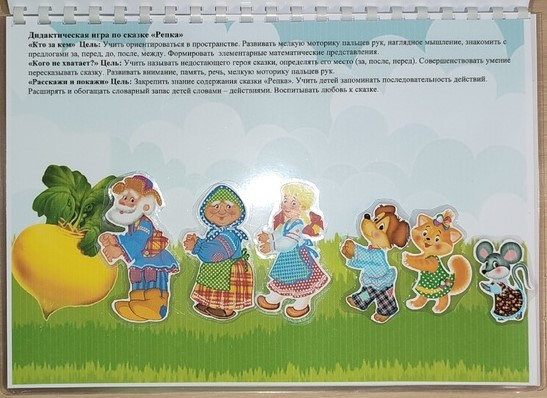 Дидактическая игра по сказке «Репка»
«Кто за кем» Цель: Учить ориентироваться в пространстве. Развивать мелкую моторику пальцев рук, наглядное мышление, знакомить с
предлогами за, перед, до, после, между. Формировать элементарные математические представления.
«Кого не хватает?» Цель: Учить называть недостающего героя сказки, определять его место (за, после, перед). Совершенствовать умение
пересказывать сказку. Развивать внимание, память, речь, мелкую моторику пальцев рук.
«Расскажи и покажи» Цель: Закрепить знание содержания сказки «Репка». Учить детей запоминать последовательность действий.
Расширять и обогащать словарный запас детей словами – действиями. Воспитывать любовь к сказке